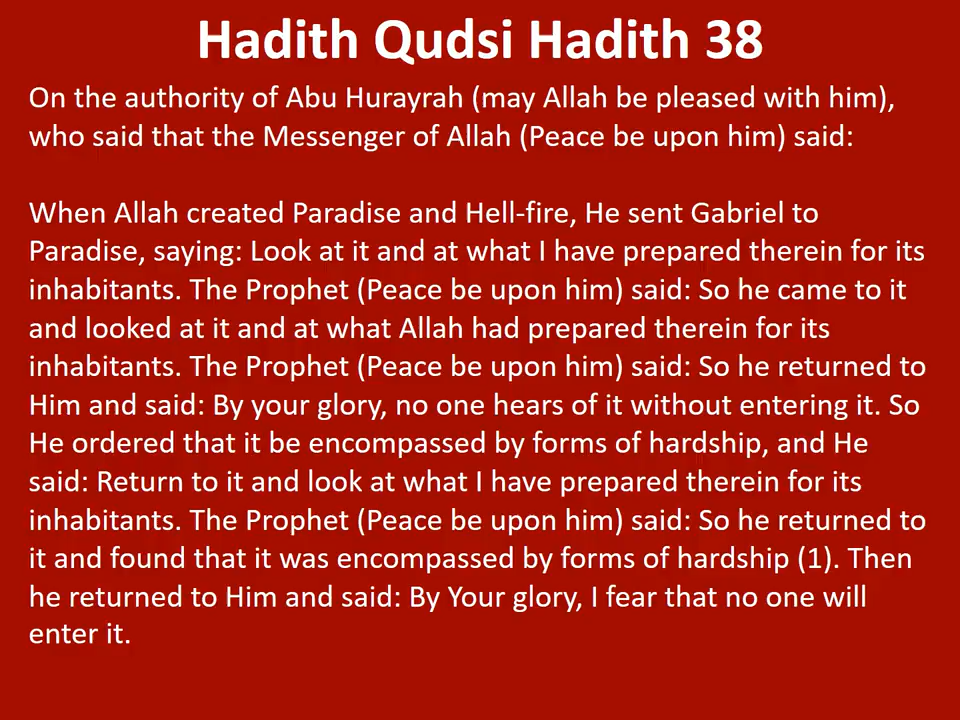 Hadith Qudsi Hadith 38
On the authority of Abu Hurayrah (may Allah be pleased with him),
who said that the Messenger of Allah (Peace be upon him) said:
When Allah created Paradise and Hell-fire, He sent Gabriel to
Paradise, saying: Look at it and at what I have prepared therein for its
inhabitants. The Prophet (Peace be upon him) said: So he came to it
and looked at it and at what Allah had prepared therein for its
inhabitants. The Prophet (Peace be upon him) said: So he returned to
Him and said: By your glory, no one hears of it without entering it. So
He ordered that it be encompassed by forms of hardship, and He
said: Return to it and look at what I have prepared therein for its
inhabitants. The Prophet (Peace be upon him) said: So he returned to
it and found that it was encompassed by forms of hardship (1). Then
he returned to Him and said: By Your glory, I fear that no one will
enter it.